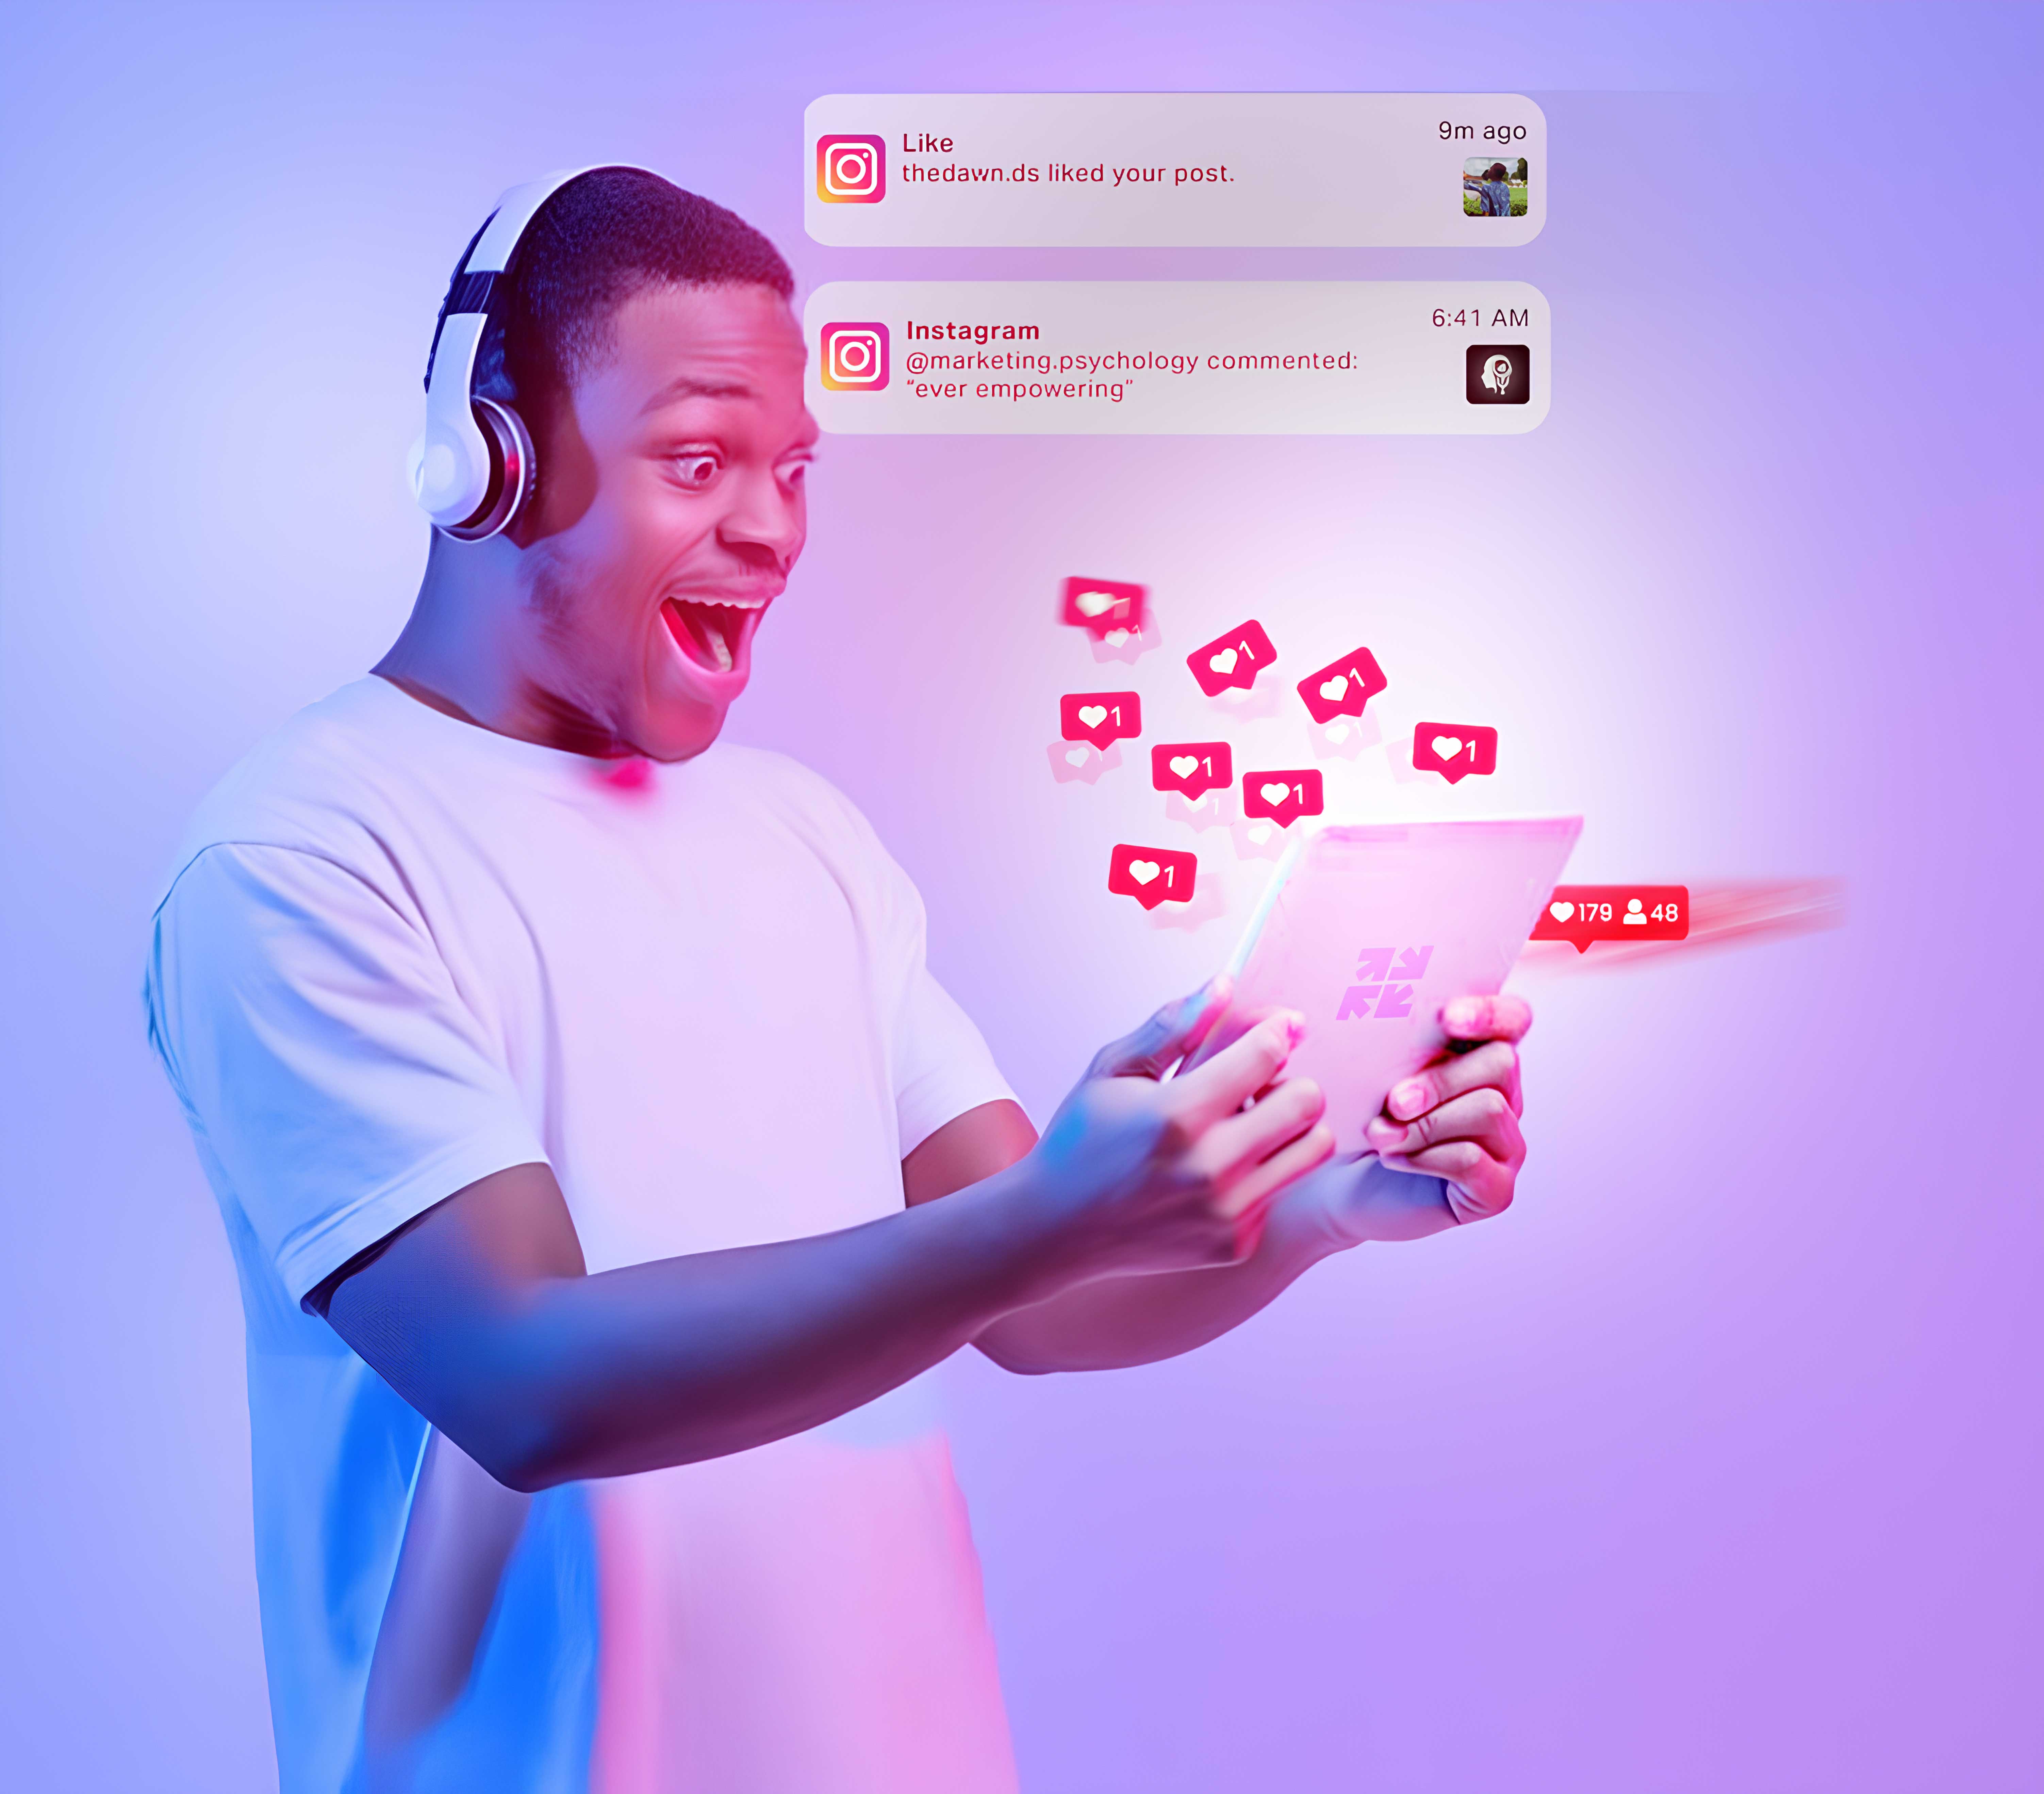 Like
9m ago
thedawn.ds liked your post.
Instagram
6:41 AM
@marketing.psychology commented:
“ever empowering”
1
1
1
1
1
1
1
1
179 48